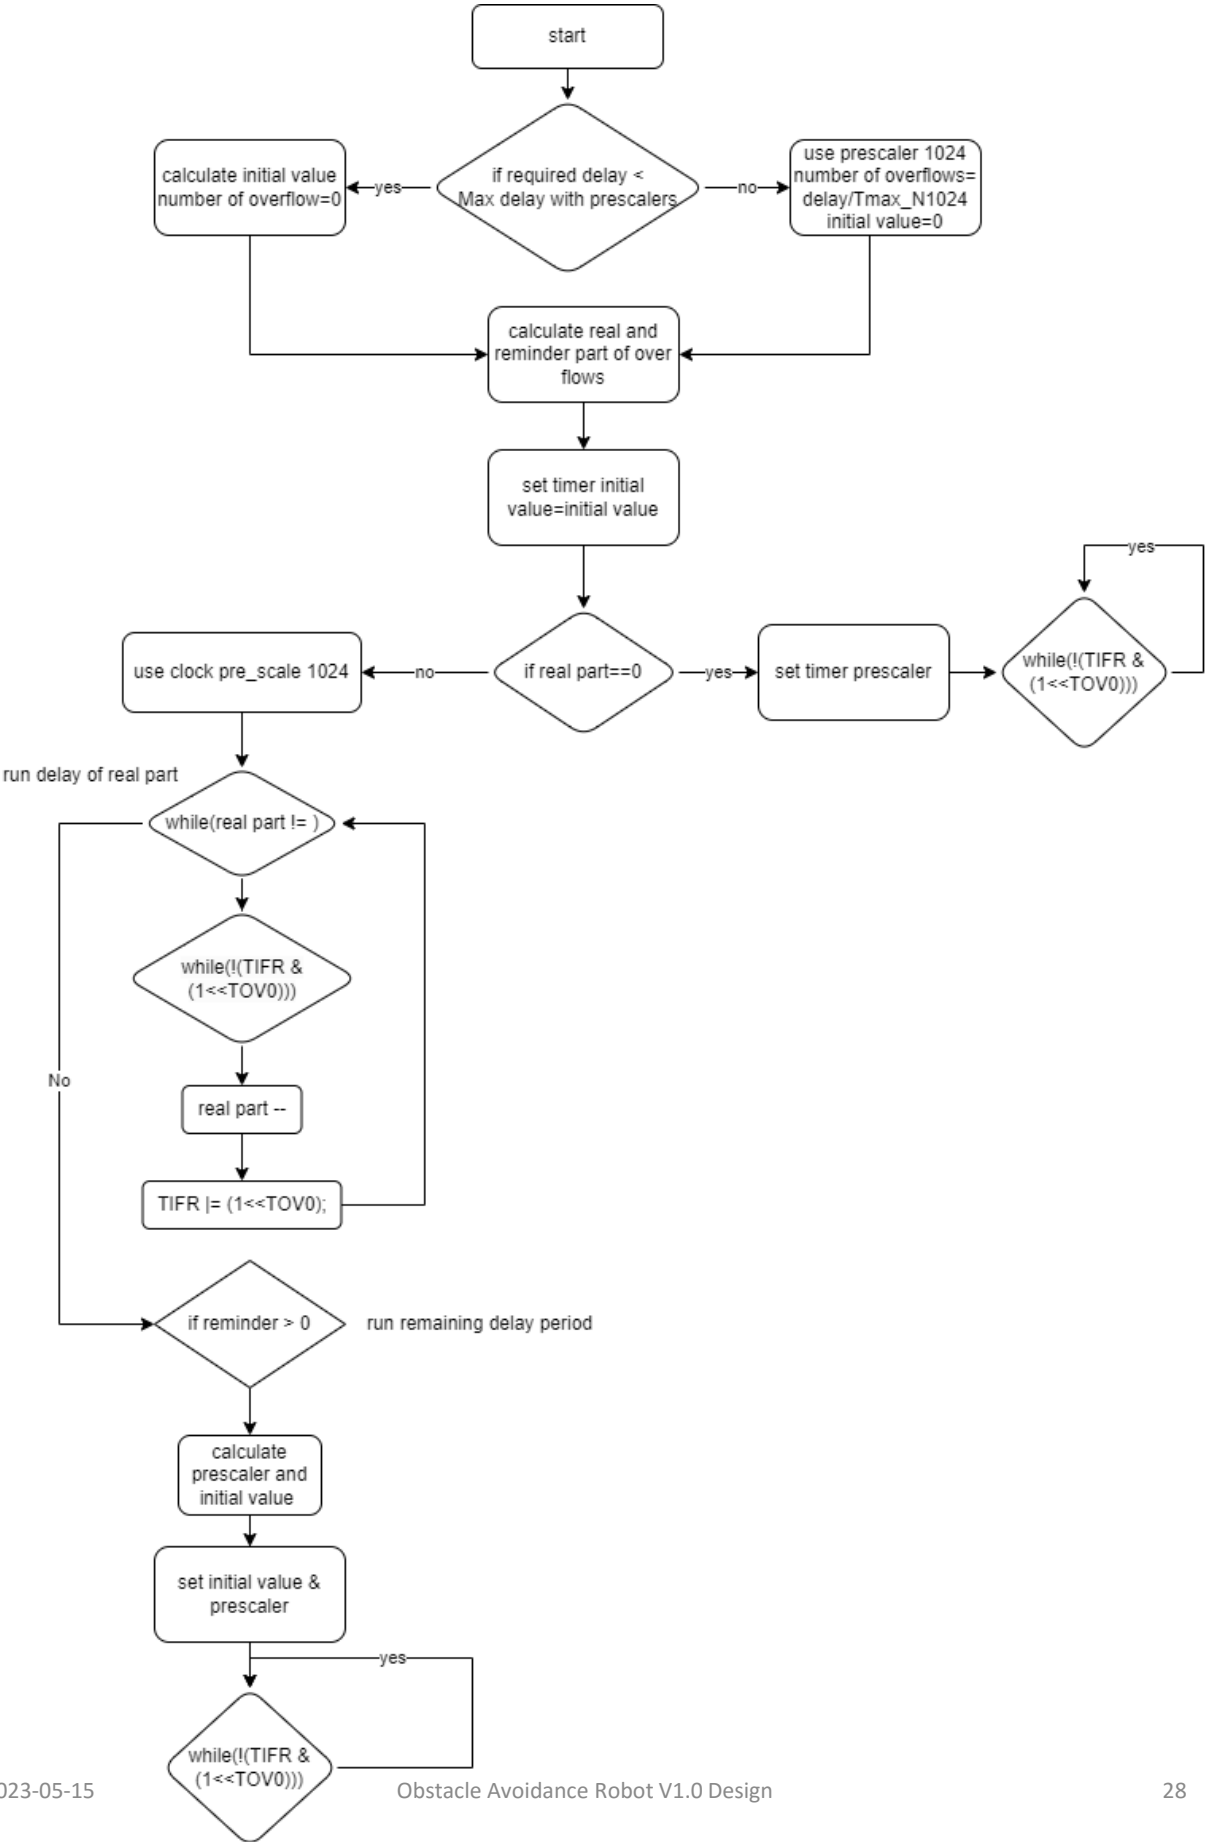 start
if required delay <
Max delay with prescalers
yes
no
calculate initial value
number of overflow=0
use prescaler 1024
number of overflows=
delay/Tmax_N1024
initial value=0
calculate real and
reminder part of over
flows
set timer initial
value=initial value
if real part==0
no
yes
use clock pre_scale 1024
set timer prescaler
yes
while(!(TIFR &
(1<<TOV0)))
run delay of real part
while(real part != )
while(!(TIFR &
(1<<TOV0)))
No
real part --
TIFR |= (1<<TOV0);
if reminder > 0
run remaining delay period
calculate
prescaler and
initial value
set initial value &
prescaler
yes
while(!(TIFR &
(1<<TOV0)))
023-05-15
Obstacle Avoidance Robot V1.0 Design
28